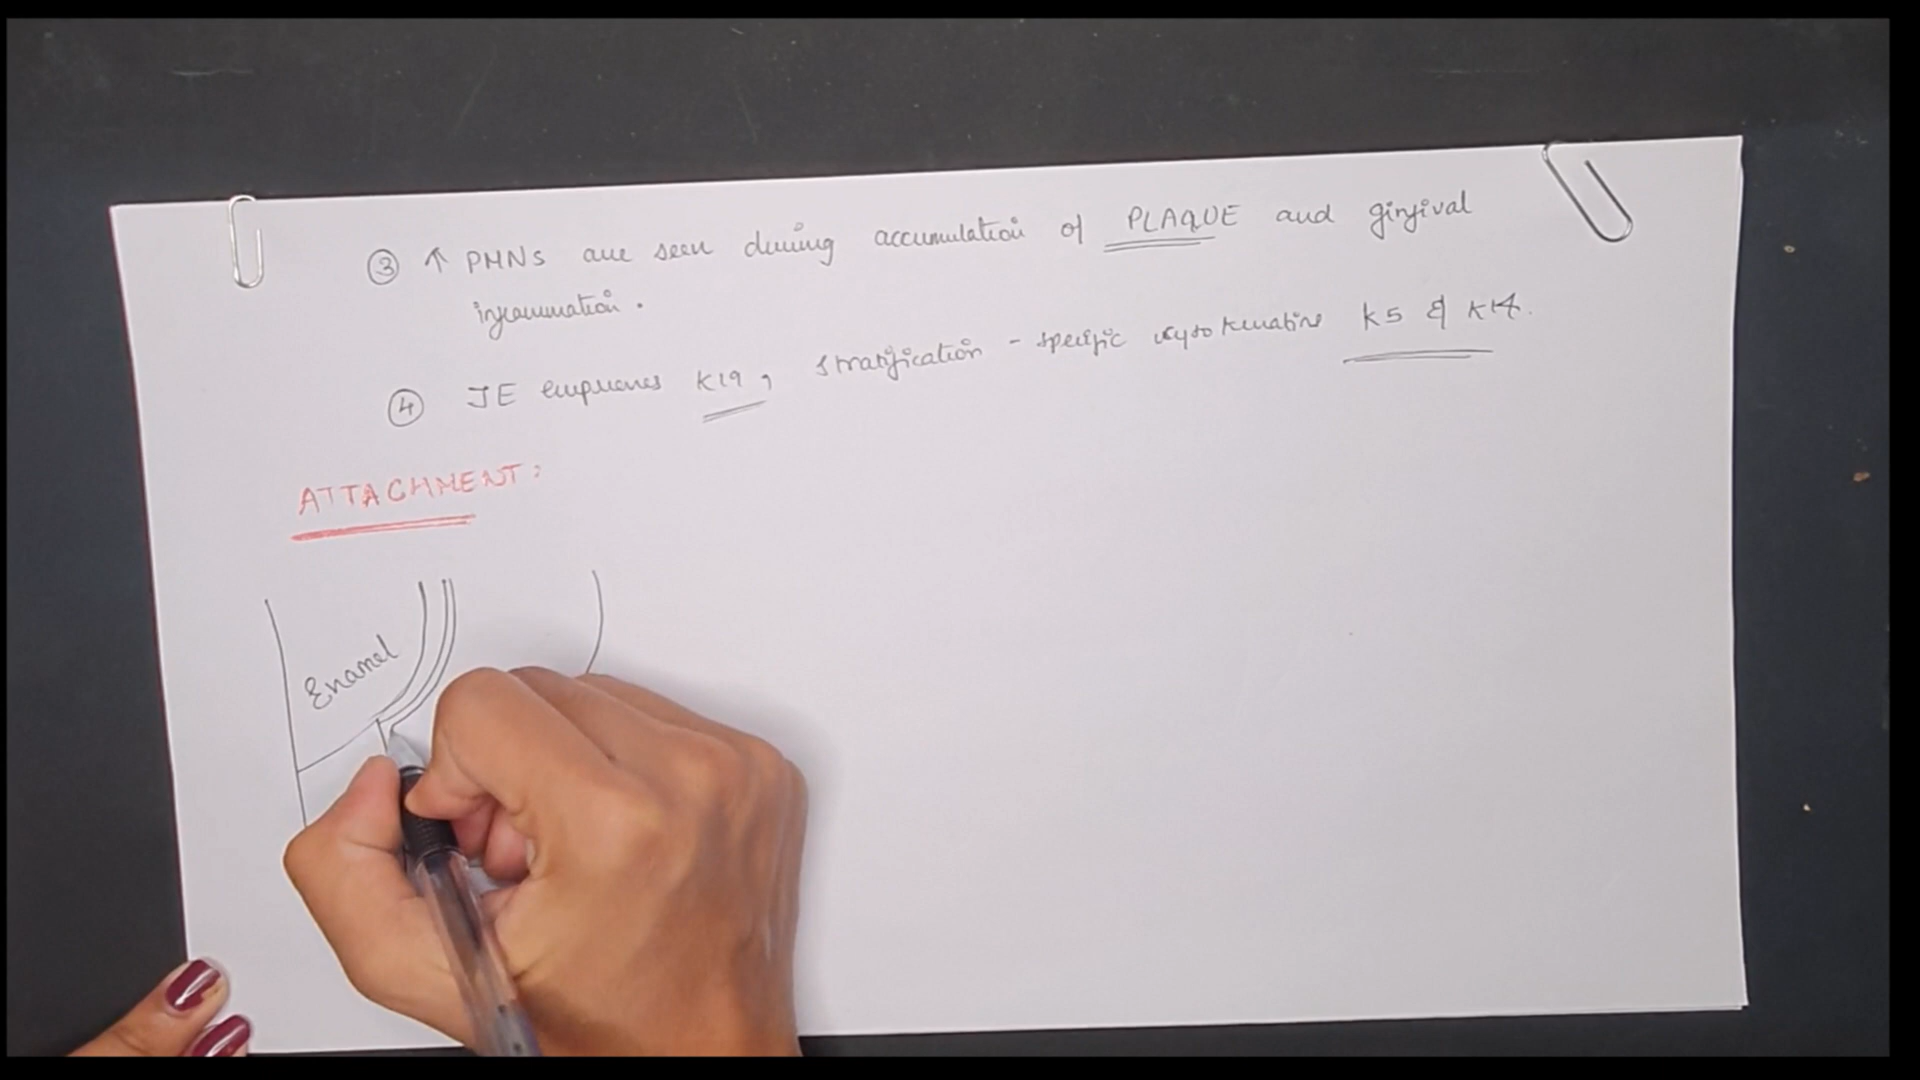 ③ ↑ PMNs are seen during accumulation of PLAQUE and gingival
inflammation.
④ JE expresses K19, stratification - specific cytokeratins K5 & K14.
ATTACHMENT:
Enamel